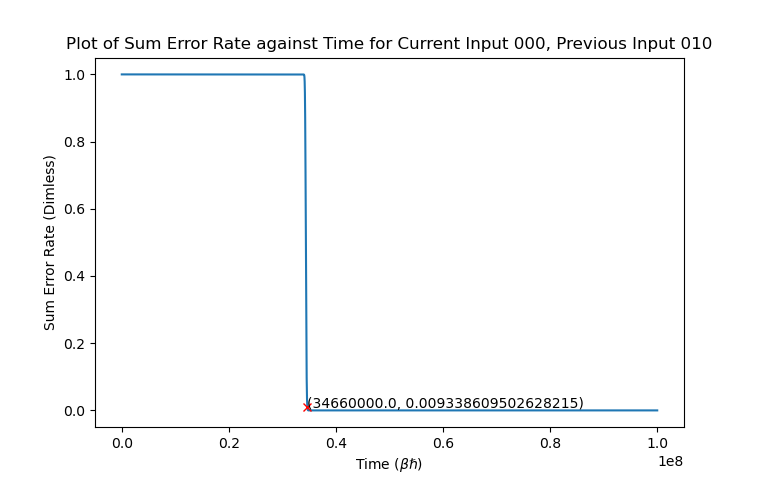 Plot of Sum Error Rate against Time for Current Input 000, Previous Input 010
Sum Error Rate (Dimless)
1.0
0.8
0.6
0.4
0.2
0.0
(34660000.0, 0.009338609502628215)
0.0 0.2 0.4 0.6 0.8 1.0
1e8
Time (βħ)